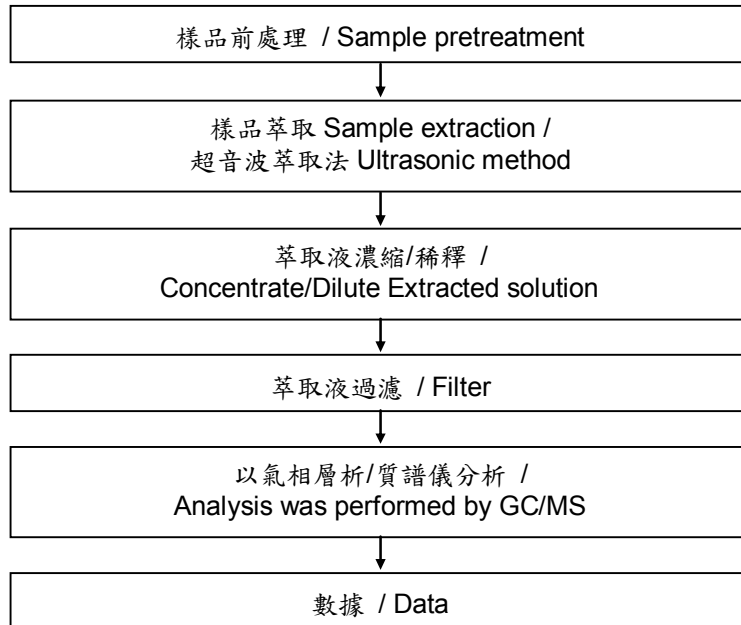 樣品前處理 / Sample pretreatment
樣品萃取 Sample extraction /
超音波萃取法 Ultrasonic method
萃取液濃縮/稀釋 /
Concentrate/Dilute Extracted solution
萃取液過濾 / Filter
以氣相層析/質譜儀分析 /
Analysis was performed by GC/MS
數據 / Data